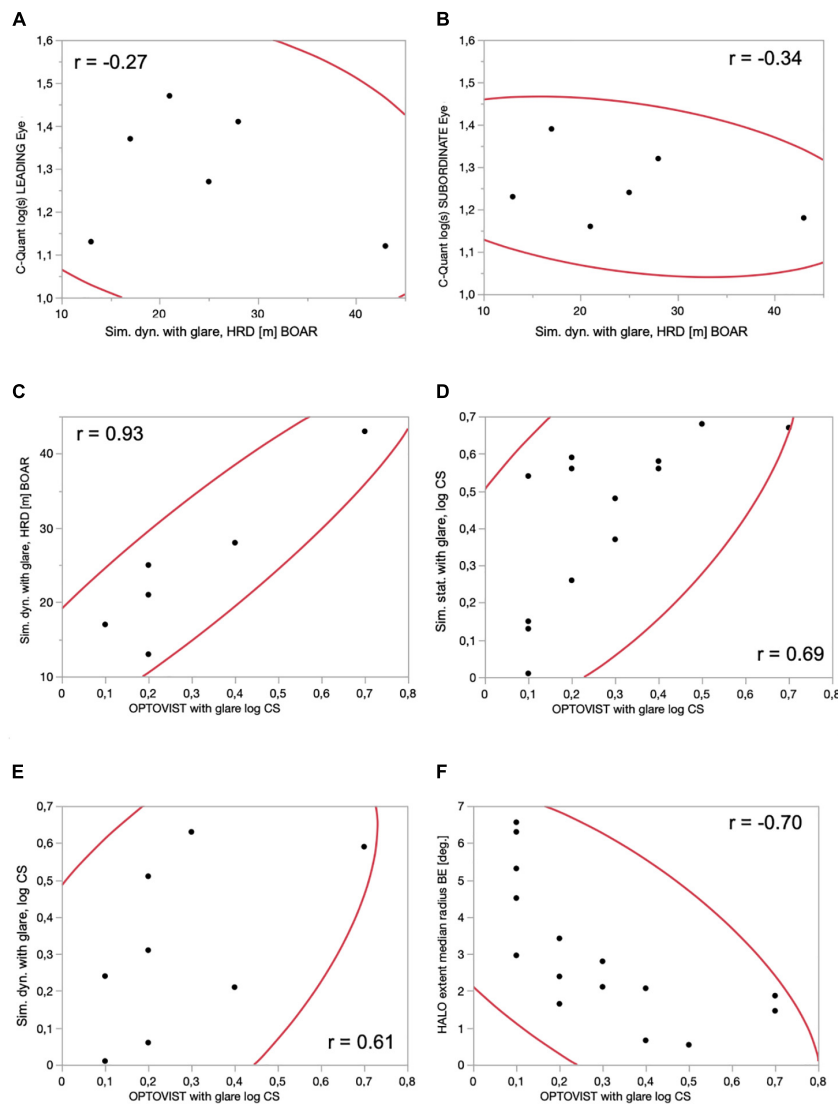 A
r = -0.27
C-Quant log(s) LEADING Eye
1,6
1,5
1,4
1,3
1,2
1,1
1,0
10 20 30 40
Sim. dyn. with glare, HRD [m] BOAR
B
r = -0.34
C-Quant log(s) SUBORDINATE Eye
1,6
1,5
1,4
1,3
1,2
1,1
1,0
10 20 30 40
Sim. dyn. with glare, HRD [m] BOAR
C
r = 0.93
Sim. dyn. with glare, HRD [m] BOAR
40
30
20
10
0 0,1 0,2 0,3 0,4 0,5 0,6 0,7 0,8
OPTOVIST with glare log CS
D
Sim. stat. with glare, log CS
0,7
0,6
0,5
0,4
0,3
0,2
0,1
0
r = 0.69
0 0,1 0,2 0,3 0,4 0,5 0,6 0,7 0,8
OPTOVIST with glare log CS
E
Sim. dyn. with glare, log CS
0,7
0,6
0,5
0,4
0,3
0,2
0,1
0
r = 0.61
0 0,1 0,2 0,3 0,4 0,5 0,6 0,7 0,8
OPTOVIST with glare log CS
F
r = -0.70
HALO extent median radius BE [deg.]
7
6
5
4
3
2
1
0
0 0,1 0,2 0,3 0,4 0,5 0,6 0,7 0,8
OPTOVIST with glare log CS